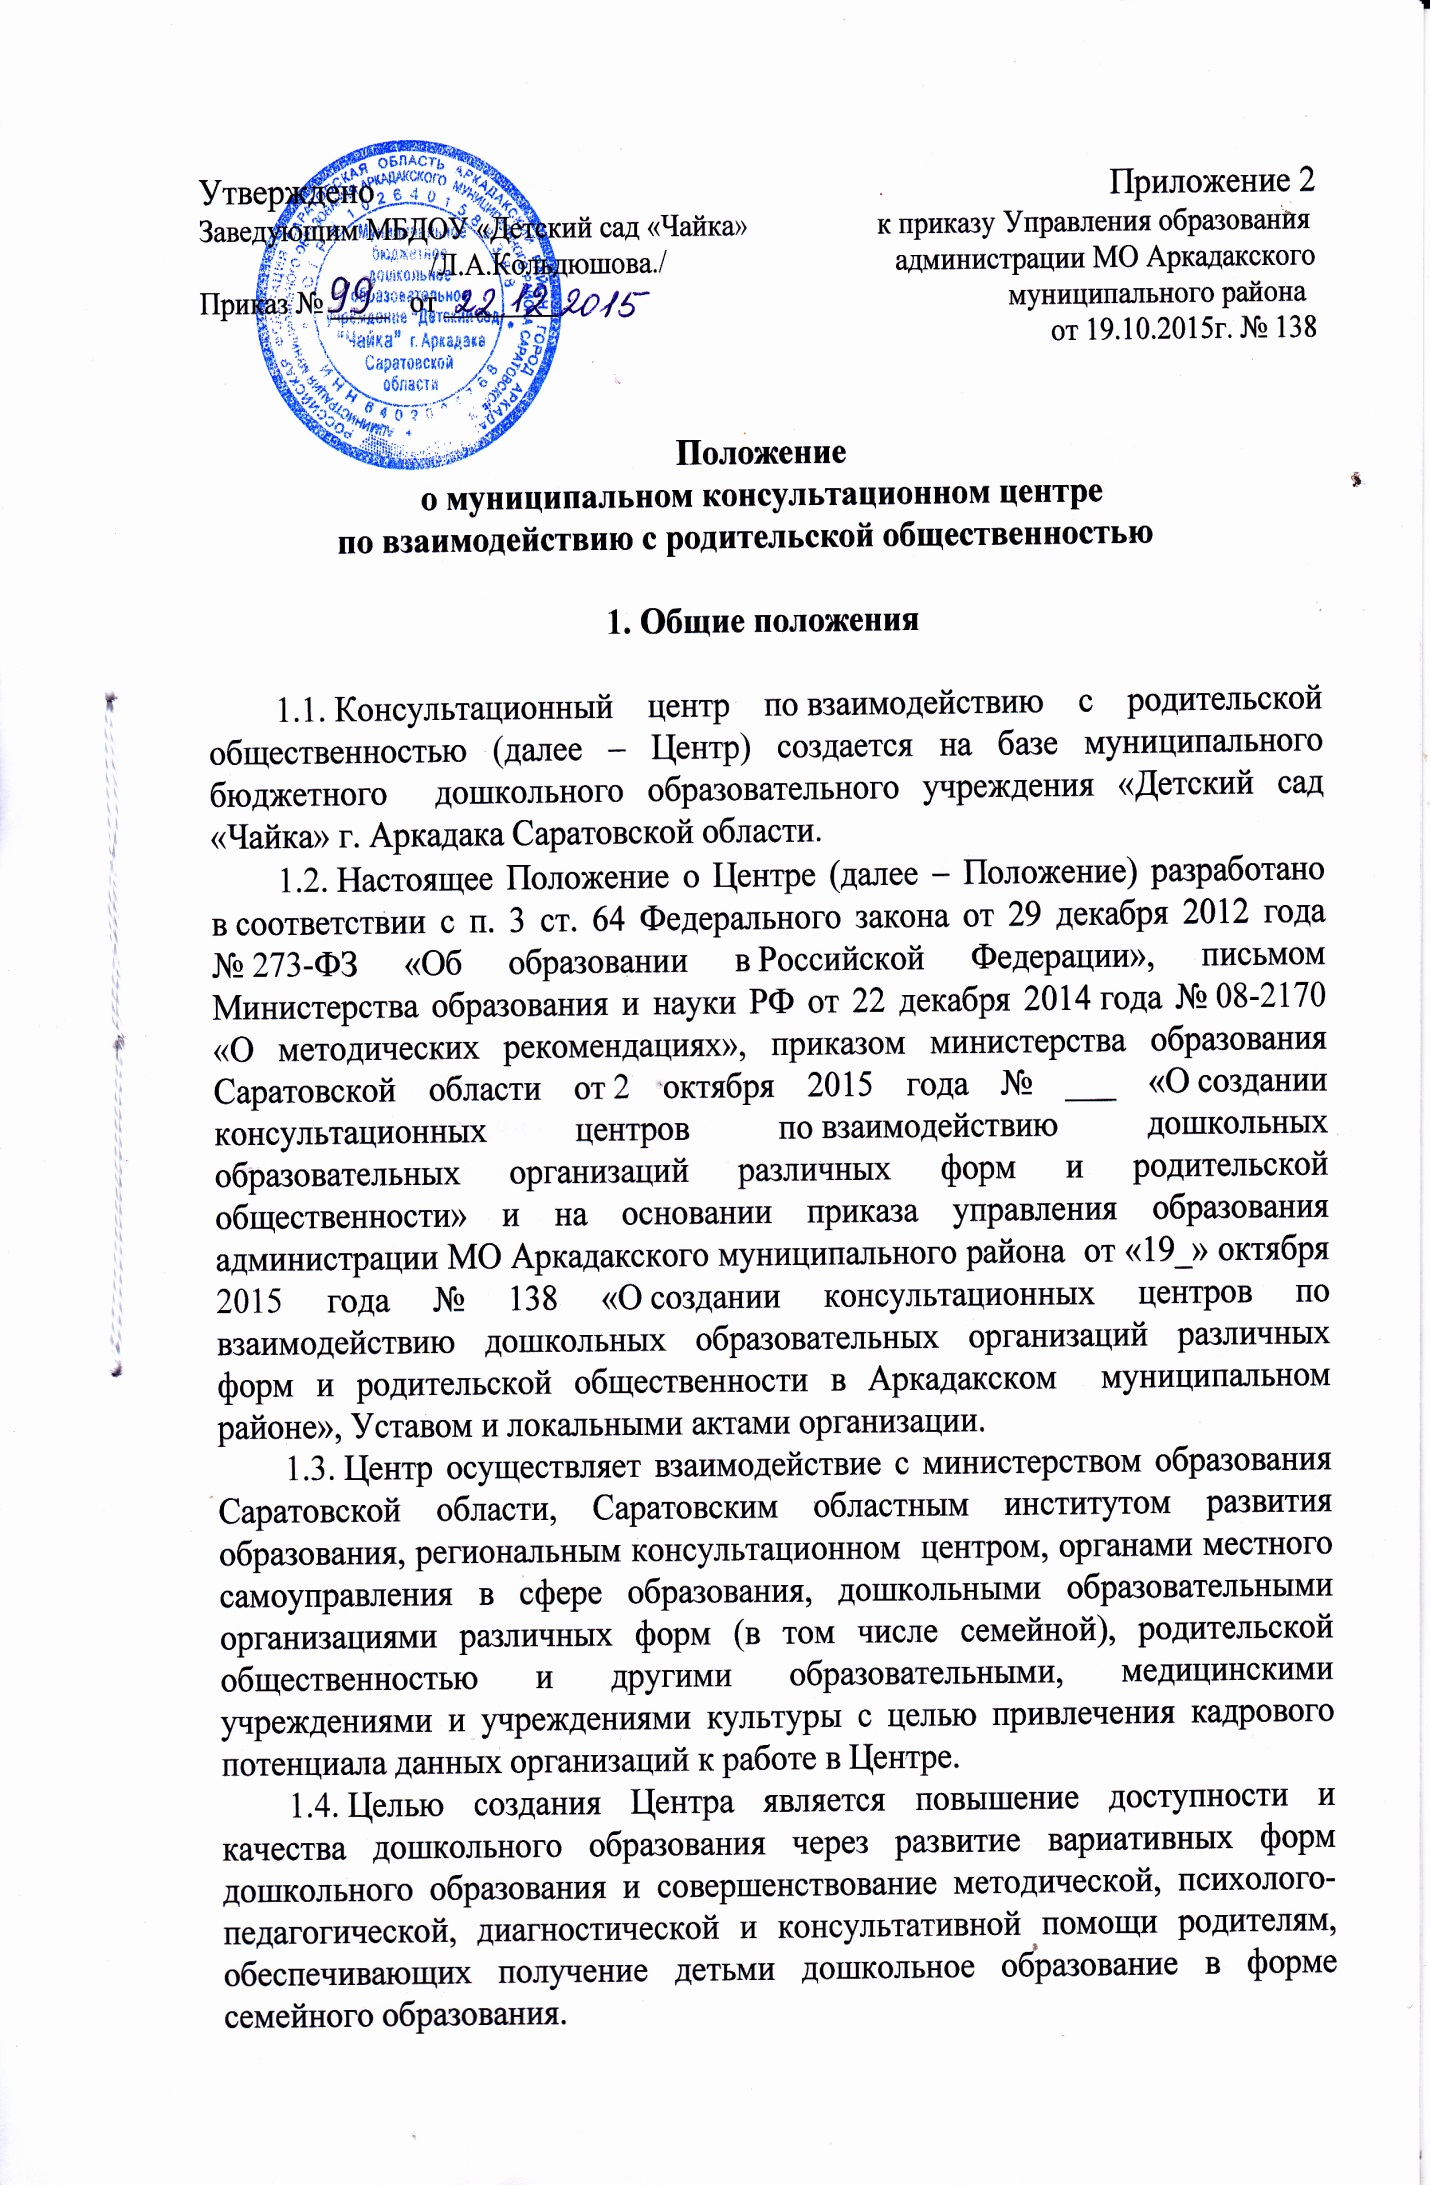 Утверждено
Заведующим МБДОУ «Детский сад «Чайка»
/Л.А.Кольдюшова./
Приказ № 99 от 22 12 2015
Приложение 2
к приказу Управления образования
администрации МО Аркадакского
муниципального района
от 19.10.2015г. № 138
Муниципальное
бюджетное
дошкольное
образовательное
учреждение "Детский сад
"Чайка" г. Аркадака
Саратовской
области
Положение
о муниципальном консультационном центре
по взаимодействию с родительской общественностью
1. Общие положения
1.1. Консультационный центр по взаимодействию с родительской
общественностью (далее – Центр) создается на базе муниципального
бюджетного дошкольного образовательного учреждения «Детский сад
«Чайка» г. Аркадака Саратовской области.
1.2. Настоящее Положение о Центре (далее – Положение) разработано
в соответствии с п. 3 ст. 64 Федерального закона от 29 декабря 2012 года
№ 273-ФЗ «Об образовании в Российской Федерации», письмом
Министерства образования и науки РФ от 22 декабря 2014 года № 08-2170
«О методических рекомендациях», приказом министерства образования
Саратовской области от 2 октября 2015 года № ___ «О создании
консультационных центров по взаимодействию дошкольных
образовательных организаций различных форм и родительской
общественности» и на основании приказа управления образования
администрации МО Аркадакского муниципального района от «19_» октября
2015 года № 138 «О создании консультационных центров по
взаимодействию дошкольных образовательных организаций различных
форм и родительской общественности в Аркадакском муниципальном
районе», Уставом и локальными актами организации.
1.3. Центр осуществляет взаимодействие с министерством образования
Саратовской области, Саратовским областным институтом развития
образования, региональным консультационном центром, органами местного
самоуправления в сфере образования, дошкольными образовательными
организациями различных форм (в том числе семейной), родительской
общественностью и другими образовательными, медицинскими
учреждениями и учреждениями культуры с целью привлечения кадрового
потенциала данных организаций к работе в Центре.
1.4. Целью создания Центра является повышение доступности и
качества дошкольного образования через развитие вариативных форм
дошкольного образования и совершенствование методической, психолого-
педагогической, диагностической и консультативной помощи родителям,
обеспечивающих получение детьми дошкольное образование в форме
семейного образования.